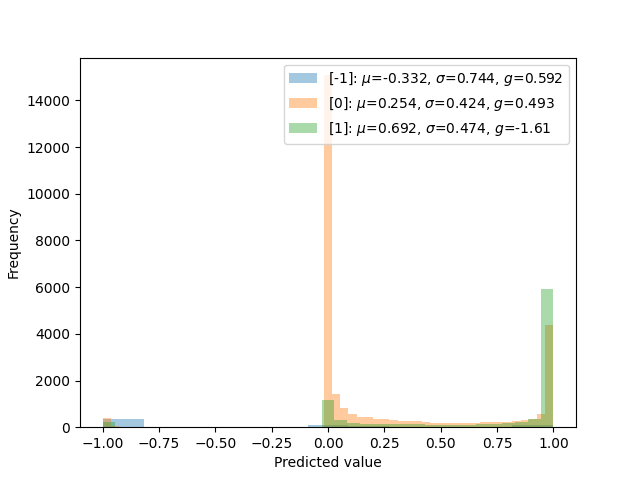 [-1]: μ=-0.332, σ=0.744, g=0.592
[0]: μ=0.254, σ=0.424, g=0.493
[1]: μ=0.692, σ=0.474, g=-1.61
14000
12000
10000
8000
6000
4000
2000
0
Frequency
−1.00 −0.75 −0.50 −0.25 0.00 0.25 0.50 0.75 1.00
Predicted value